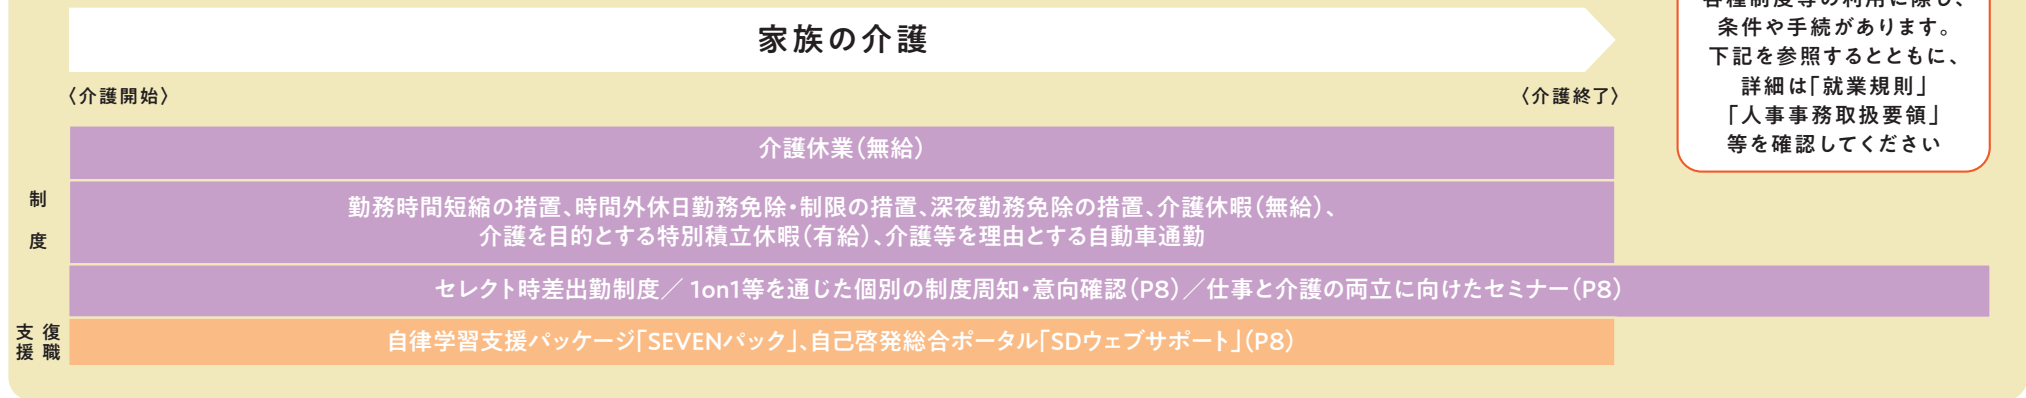 各種制度等の利用に際し、
条件や手続があります。
下記を参照するとともに、
詳細は「就業規則」
「人事事務取扱要領」
等を確認してください
家族の介護
〈介護開始〉
〈介護終了〉
制度
介護休業(無給)
勤務時間短縮の措置、時間外休日勤務免除・制限の措置、深夜勤務免除の措置、介護休暇(無給)、
介護を目的とする特別積立休暇(有給)、介護等を理由とする自動車通勤
セレクト時差出勤制度／1on1等を通じた個別の制度周知・意向確認(P8)／仕事と介護の両立に向けたセミナー(P8)
復職
支援
自律学習支援パッケージ「SEVENパック」、自己啓発総合ポータル「SDウェブサポート」(P8)